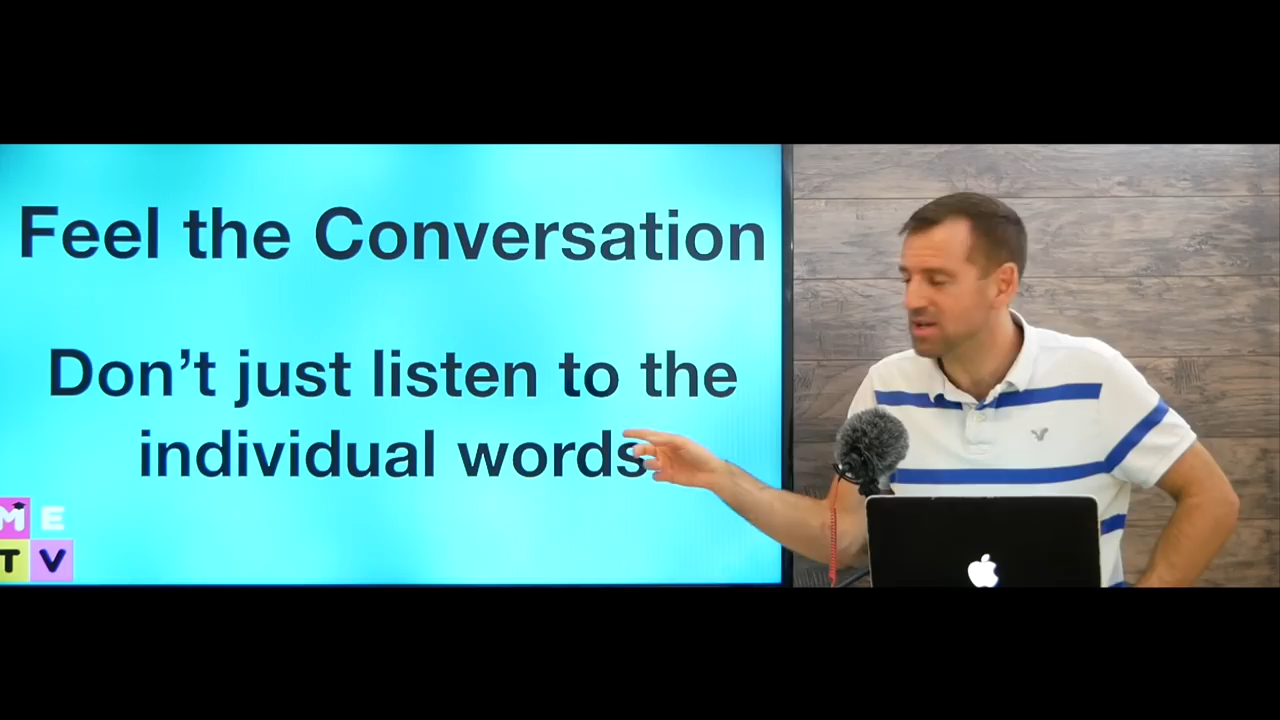 Feel the Conversation
Don't just listen to the
individual words
M E
T V